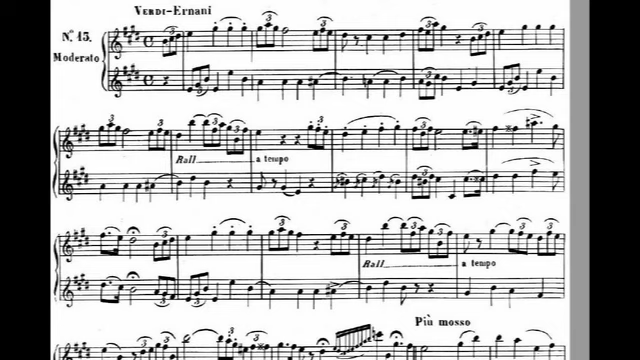 VERDI-Ernani
Nº 15.
Moderato
Rall
a tempo
Rall
a tempo
Più mosso